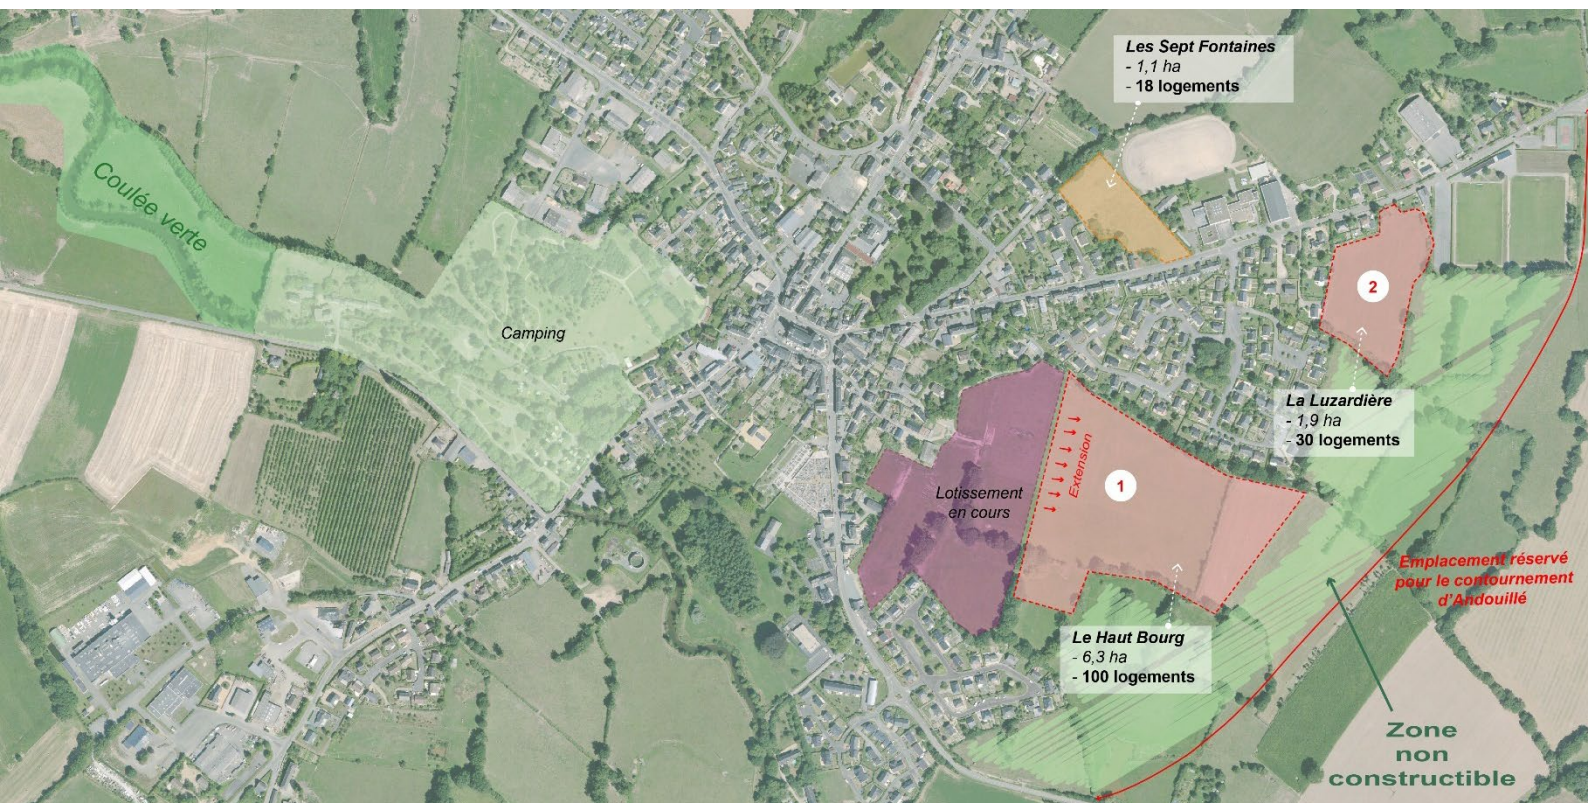 Les Sept Fontaines
- 1,1 ha
- 18 logements
Coulée verte
2
Camping
La Luzardière
- 1,9 ha
- 30 logements
Extension
1
Lotissement
en cours
Emplacement réservé
pour le contournement
d'Andouillé
Le Haut Bourg
- 6,3 ha
- 100 logements
Zone
non
constructible